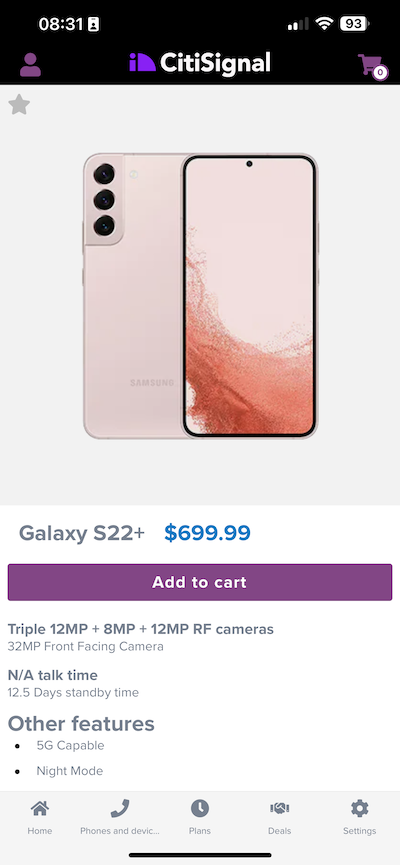 08:31
93
CitiSignal
0
SAMSUNG
Galaxy S22+ $699.99
Add to cart
Triple 12MP + 8MP + 12MP RF cameras
32MP Front Facing Camera
N/A talk time
12.5 Days standby time
Other features
5G Capable
Night Mode
Home Phones and devic... Plans Deals Settings